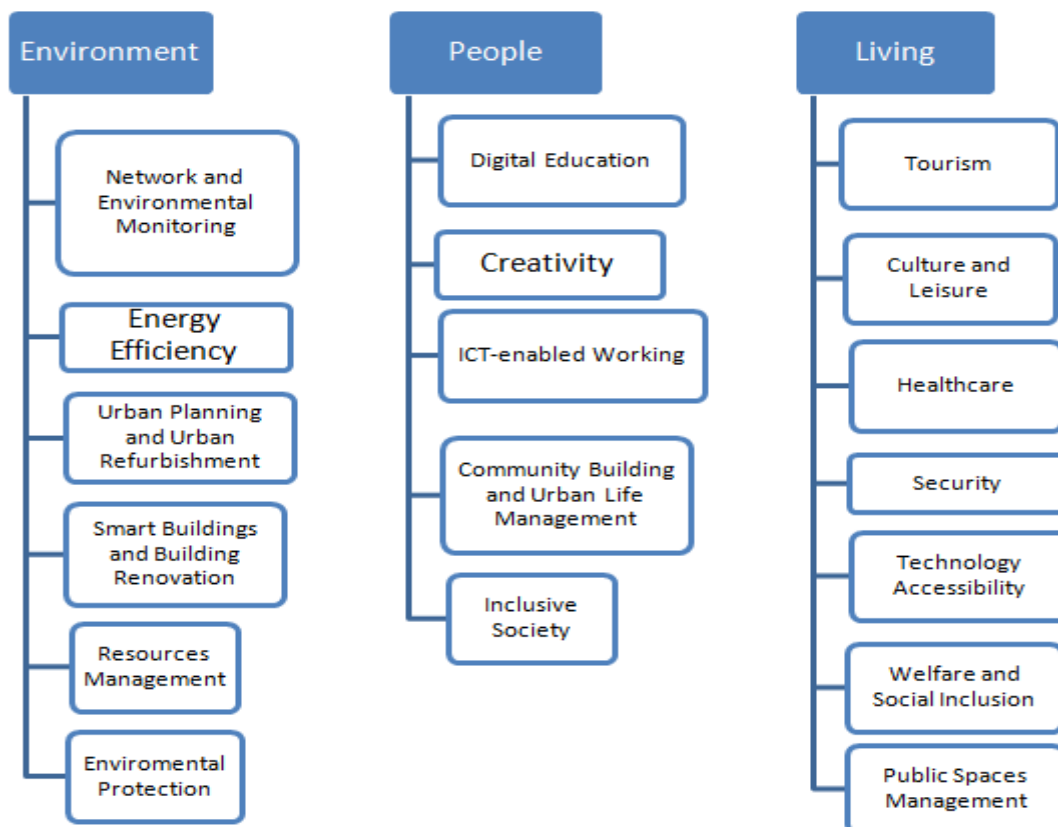 Environment
Network and
Environmental
Monitoring
Energy
Efficiency
Urban Planning
and Urban
Refurbishment
Smart Buildings
and Building
Renovation
Resources
Management
Enviromental
Protection
People
Digital Education
Creativity
ICT-enabled Working
Community Building
and Urban Life
Management
Inclusive
Society
Living
Tourism
Culture and
Leisure
Healthcare
Security
Technology
Accessibility
Welfare and
Social Inclusion
Public Spaces
Management